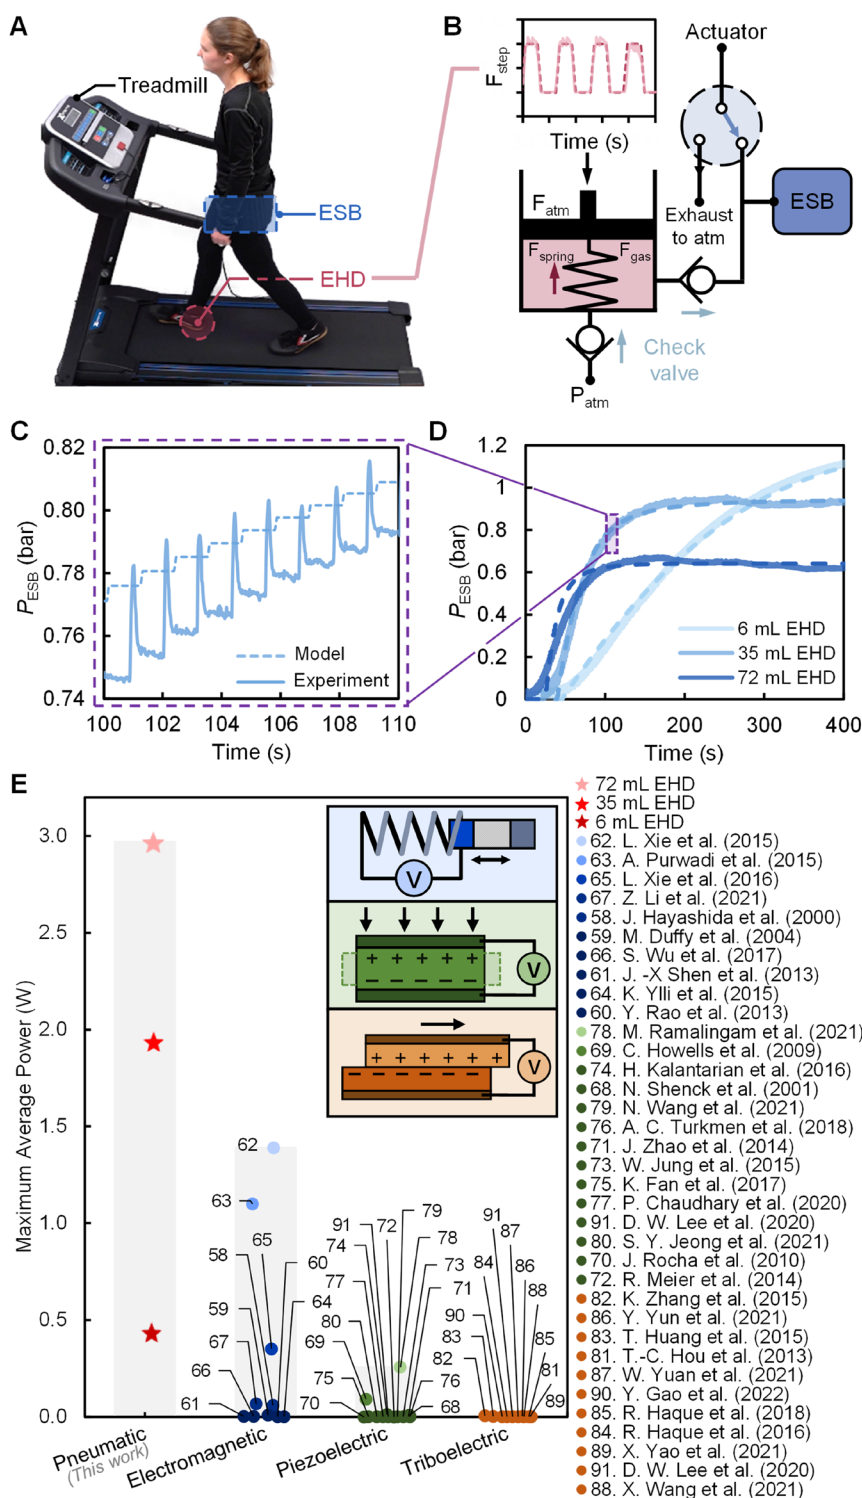 A
Treadmill
ESB
EHD
B
F_step
Time (s)
Actuator
Exhaust
to atm
ESB
F_atm
F_spring
F_gas
Check
valve
P_atm
C
P_ESB (bar)
0.82
0.80
0.78
0.76
0.74
Model
Experiment
100 102 104 106 108 110
Time (s)
D
P_ESB (bar)
1.2
1
0.8
0.6
0.4
0.2
0
6 mL EHD
35 mL EHD
72 mL EHD
0 100 200 300 400
Time (s)
E
Maximum Average Power (W)
3.0
2.5
2.0
1.5
1.0
0.5
0.0
V
+ + + + +
− − − − −
V
+ + + + + +
− − − − − −
V
62
63
65
58
60
59
64
67
66
61
91
72
79
74
78
77
73
80
71
69
75
76
70
68
91
87
84
86
90
88
83
85
82
81
89
Pneumatic
(This work)
Electromagnetic
Piezoelectric
Triboelectric
72 mL EHD
35 mL EHD
6 mL EHD
62. L. Xie et al. (2015)
63. A. Purwadi et al. (2015)
65. L. Xie et al. (2016)
67. Z. Li et al. (2021)
58. J. Hayashida et al. (2000)
59. M. Duffy et al. (2004)
66. S. Wu et al. (2017)
61. J. -X Shen et al. (2013)
64. K. Ylli et al. (2015)
60. Y. Rao et al. (2013)
78. M. Ramalingam et al. (2021)
69. C. Howells et al. (2009)
74. H. Kalantarian et al. (2016)
68. N. Shenck et al. (2001)
79. N. Wang et al. (2021)
76. A. C. Turkmen et al. (2018)
71. J. Zhao et al. (2014)
73. W. Jung et al. (2015)
75. K. Fan et al. (2017)
77. P. Chaudhary et al. (2020)
91. D. W. Lee et al. (2020)
80. S. Y. Jeong et al. (2021)
70. J. Rocha et al. (2010)
72. R. Meier et al. (2014)
82. K. Zhang et al. (2015)
86. Y. Yun et al. (2021)
83. T. Huang et al. (2015)
81. T.-C. Hou et al. (2013)
87. W. Yuan et al. (2021)
90. Y. Gao et al. (2022)
85. R. Haque et al. (2018)
84. R. Haque et al. (2016)
89. X. Yao et al. (2021)
91. D. W. Lee et al. (2020)
88. X. Wang et al. (2021)